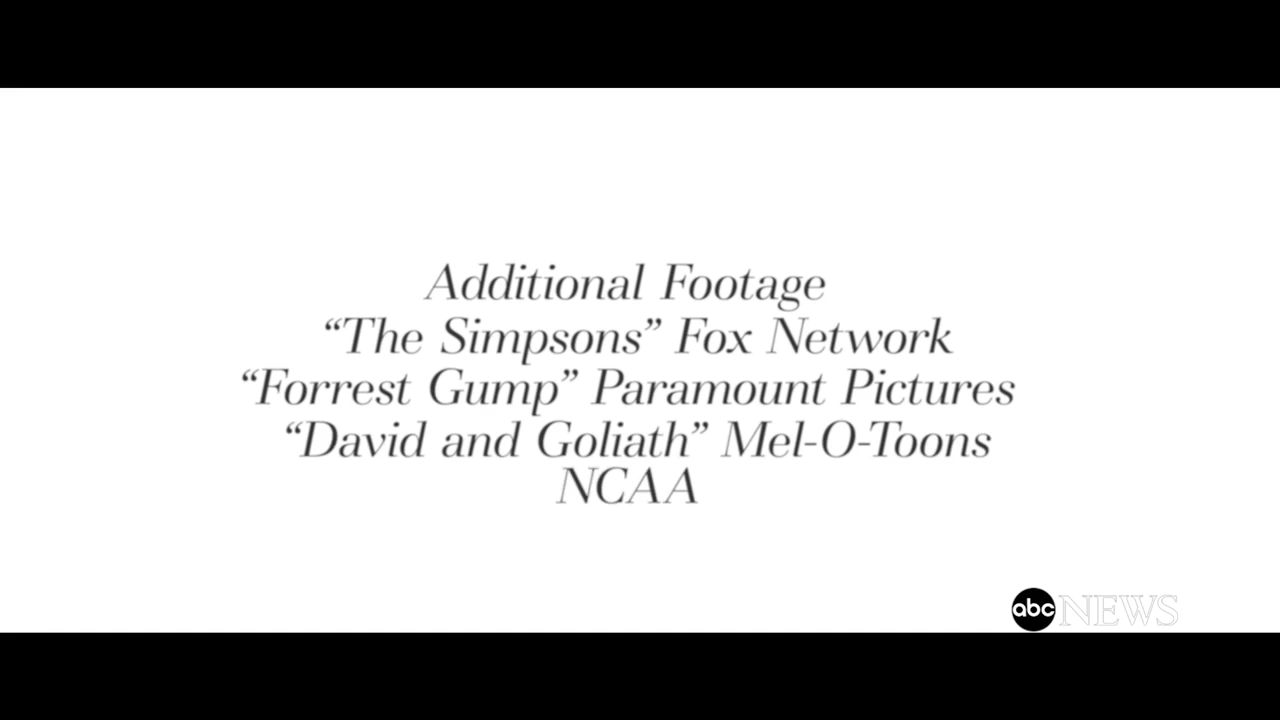 Additional Footage
“The Simpsons” Fox Network
“Forrest Gump” Paramount Pictures
“David and Goliath” Mel-O-Toons
NCAA
abc NEWS